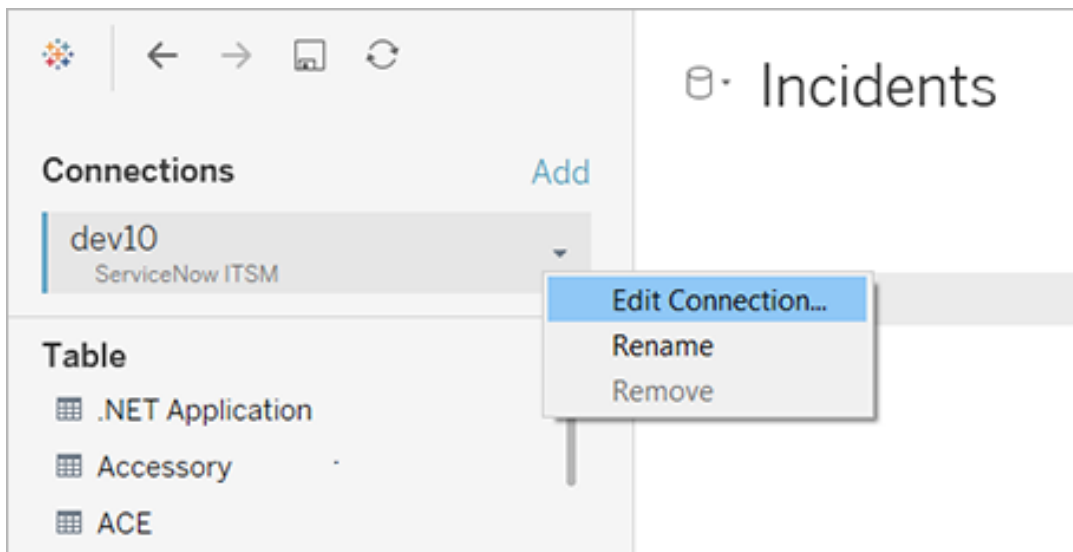 Incidents
Connections Add
dev10
ServiceNow ITSM
Edit Connection...
Rename
Remove
Table
.NET Application
Accessory
ACE